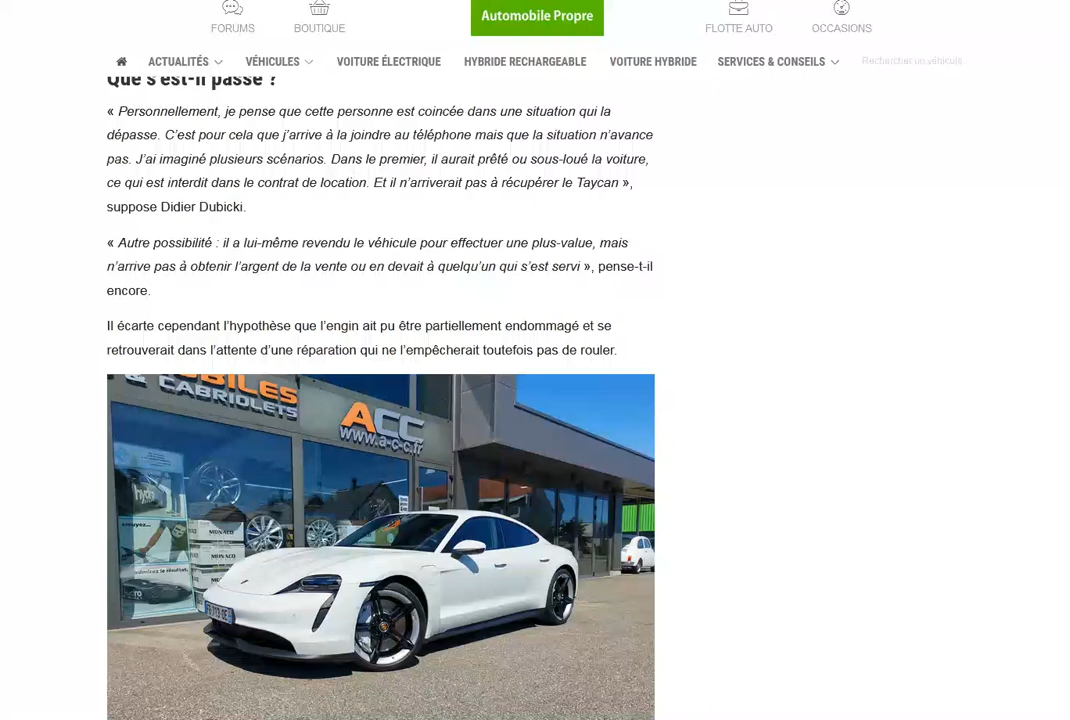 FORUMS
BOUTIQUE
Automobile Propre
FLOTTE AUTO
OCCASIONS
ACTUALITÉS
VÉHICULES
VOITURE ÉLECTRIQUE
HYBRIDE RECHARGEABLE
VOITURE HYBRIDE
SERVICES & CONSEILS
Rechercher un véhicule
Que s'est-il passé ?
« Personnellement, je pense que cette personne est coincée dans une situation qui la
dépasse. C’est pour cela que j’arrive à la joindre au téléphone mais que la situation n’avance
pas. J’ai imaginé plusieurs scénarios. Dans le premier, il aurait prêté ou sous-loué la voiture,
ce qui est interdit dans le contrat de location. Et il n’arriverait pas à récupérer le Taycan »,
suppose Didier Dubicki.
« Autre possibilité : il a lui-même revendu le véhicule pour effectuer une plus-value, mais
n’arrive pas à obtenir l’argent de la vente ou en devait à quelqu’un qui s’est servi », pense-t-il
encore.
Il écarte cependant l’hypothèse que l’engin ait pu être partiellement endommagé et se
retrouverait dans l’attente d’une réparation qui ne l’empêcherait toutefois pas de rouler.
& CABRIOLETS
ACC
www.a-c-c.fr
MONACO
MONACO